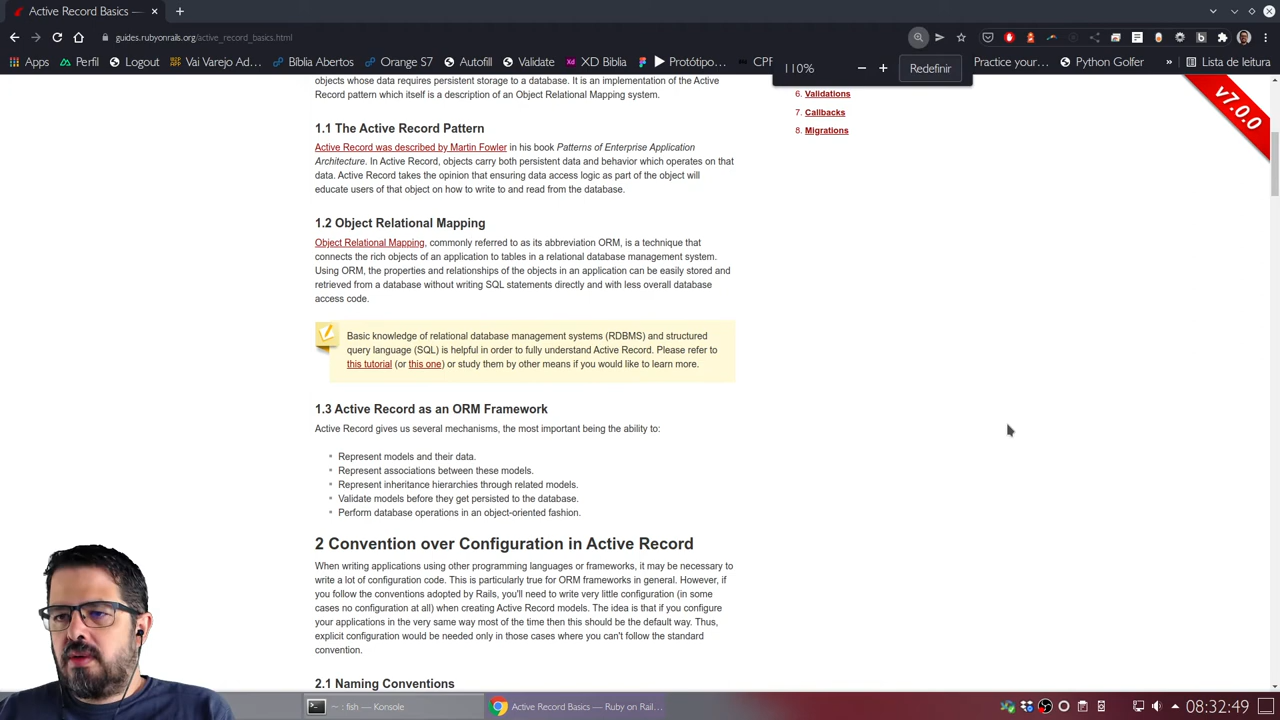 Active Record Basics
guides.rubyonrails.org/active_record_basics.html
Apps
Perfil
Logout
Vai Varejo Ad...
Bíblia Abertos
Orange S7
Autofill
Validate
XD
Protótipo...
CPF
Practice your...
Python Golfer
»
Lista de leitura
110%
Redefinir
objects whose data requires persistent storage to a database. It is an implementation of the Active
Record pattern which itself is a description of an Object Relational Mapping system.
6. Validations
7. Callbacks
8. Migrations
v7.0.0
1.1 The Active Record Pattern
Active Record was described by Martin Fowler in his book Patterns of Enterprise Application
Architecture. In Active Record, objects carry both persistent data and behavior which operates on that
data. Active Record takes the opinion that ensuring data access logic as part of the object will
educate users of that object on how to write to and read from the database.
1.2 Object Relational Mapping
Object Relational Mapping, commonly referred to as its abbreviation ORM, is a technique that
connects the rich objects of an application to tables in a relational database management system.
Using ORM, the properties and relationships of the objects in an application can be easily stored and
retrieved from a database without writing SQL statements directly and with less overall database
access code.
Basic knowledge of relational database management systems (RDBMS) and structured
query language (SQL) is helpful in order to fully understand Active Record. Please refer to
this tutorial (or this one) or study them by other means if you would like to learn more.
1.3 Active Record as an ORM Framework
Active Record gives us several mechanisms, the most important being the ability to:
Represent models and their data.
Represent associations between these models.
Represent inheritance hierarchies through related models.
Validate models before they get persisted to the database.
Perform database operations in an object-oriented fashion.
2 Convention over Configuration in Active Record
When writing applications using other programming languages or frameworks, it may be necessary to
write a lot of configuration code. This is particularly true for ORM frameworks in general. However, if
you follow the conventions adopted by Rails, you'll need to write very little configuration (in some
cases no configuration at all) when creating Active Record models. The idea is that if you configure
your applications in the very same way most of the time then this should be the default way. Thus,
explicit configuration would be needed only in those cases where you can't follow the standard
convention.
2.1 Naming Conventions
~ : fish — Konsole
Active Record Basics — Ruby on Rail...
08:32:49